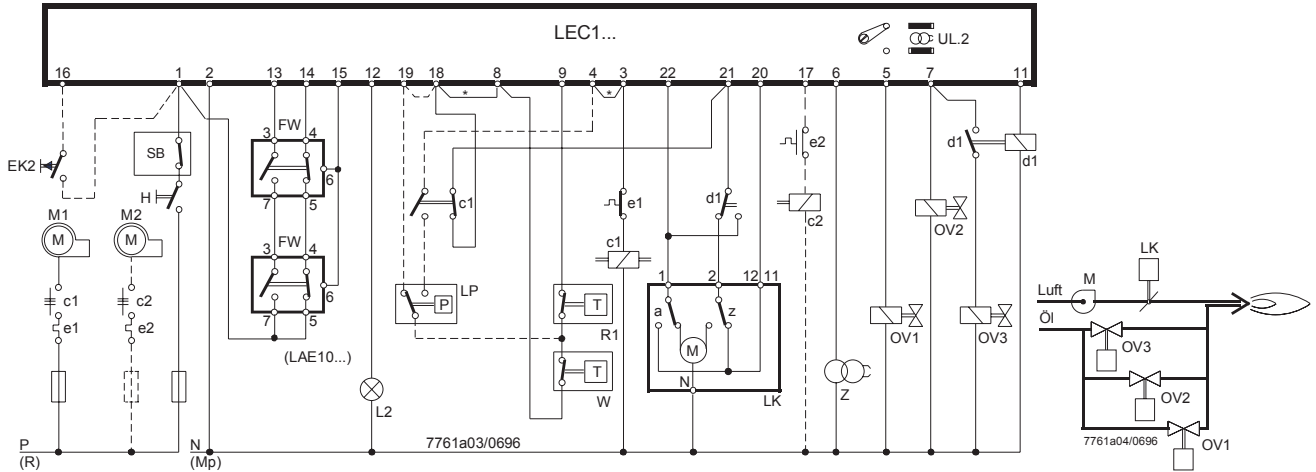 LEC1...
UL.2
16 1 2 13 14 15 12 19 18 8 9 4 3 22 21 20 17 6 5 7 11
* *
3 FW 4
6
7 5
EK2
SB
H
e2
d1
d1
M1 M2
M M
c1
e1
d1
c2
OV2
c1
3 FW 4
6
7 5
(LAE10...)
c1 c2
e1 e2
LP
P
T
R1
T
W
1 2 12 11
a z
M
N
LK
OV1
OV3
Z
L2
P
(R)
N
(Mp)
7761a03/0696
LK
Luft M
Öl
OV3
OV2
OV1
7761a04/0696